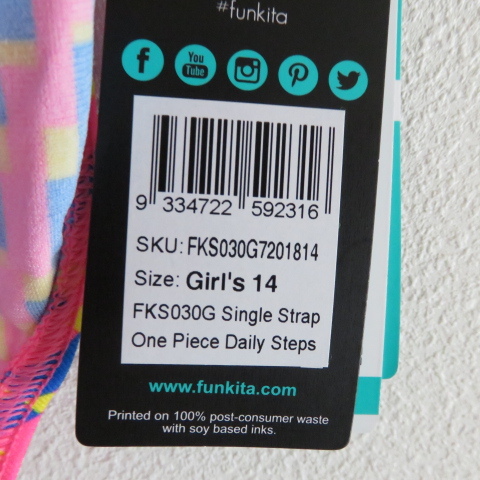 #funkita
f
You
Tube
9 334722 592316
SKU: FKS030G7201814
Size: Girl's 14
FKS030G Single Strap
One Piece Daily Steps
www.funkita.com
Printed on 100% post-consumer waste
with soy based inks.